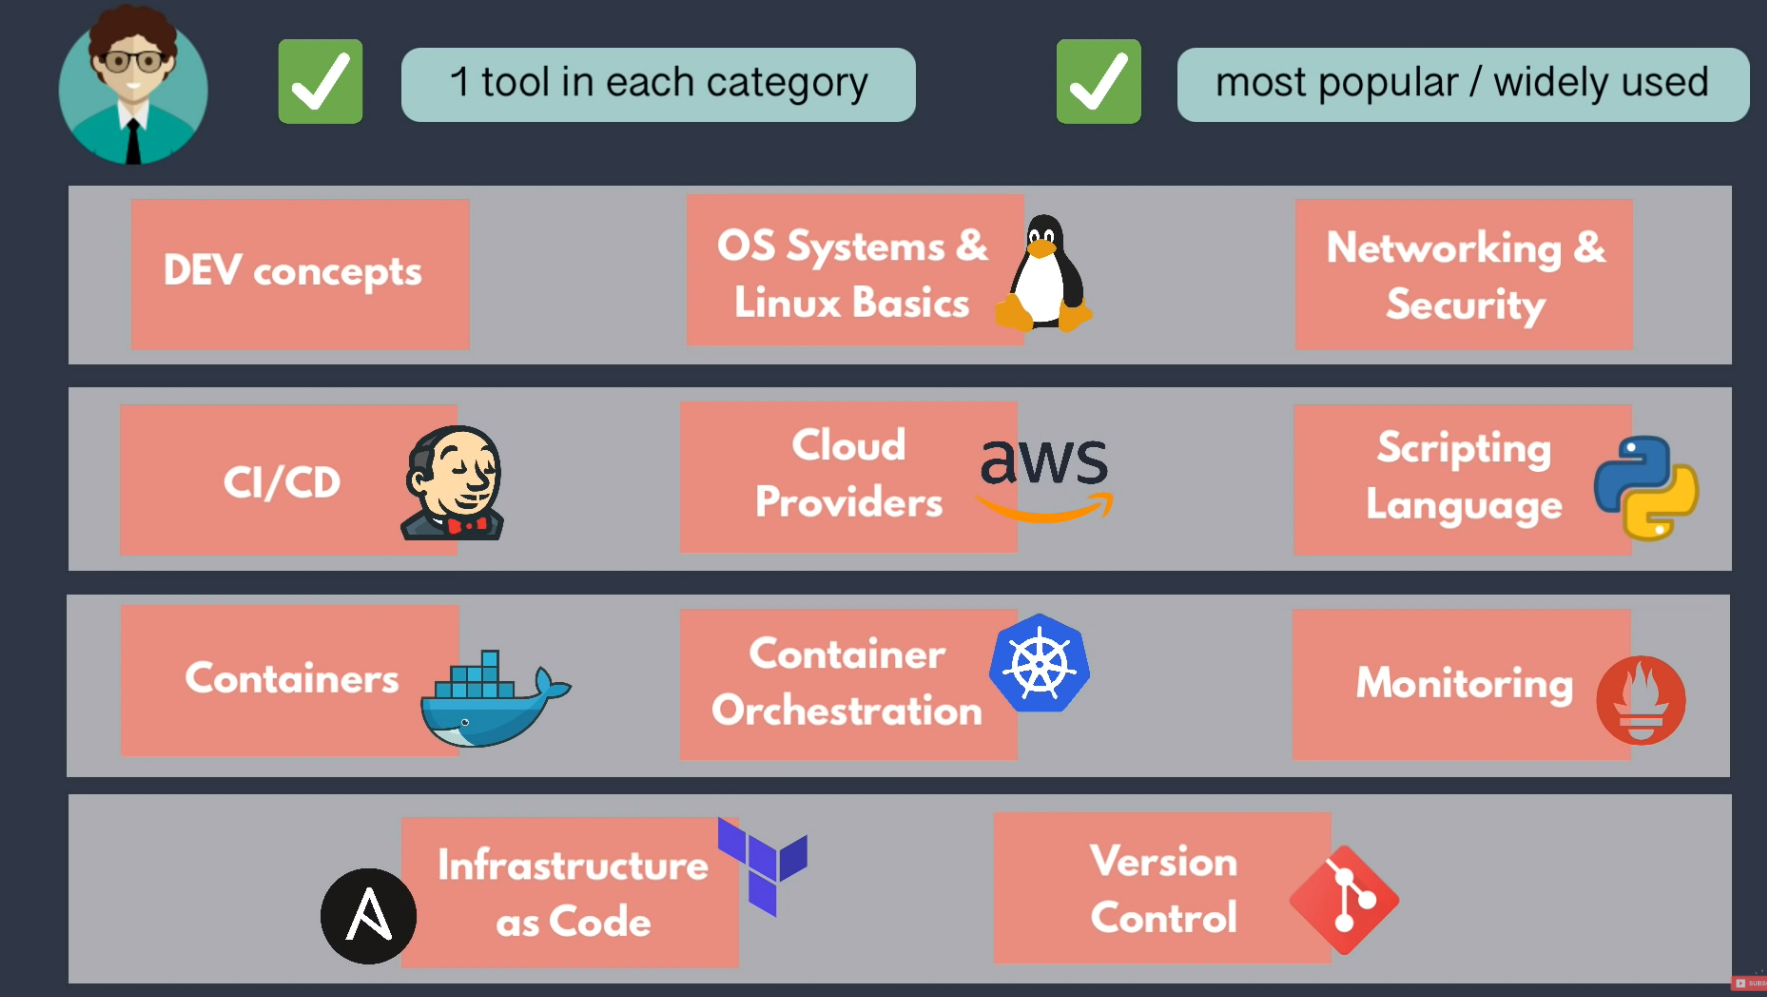 1 tool in each category
most popular / widely used
DEV concepts
OS Systems &
Linux Basics
Networking &
Security
CI/CD
Cloud
Providers
aws
Scripting
Language
Containers
Container
Orchestration
Monitoring
Infrastructure
as Code
Version
Control